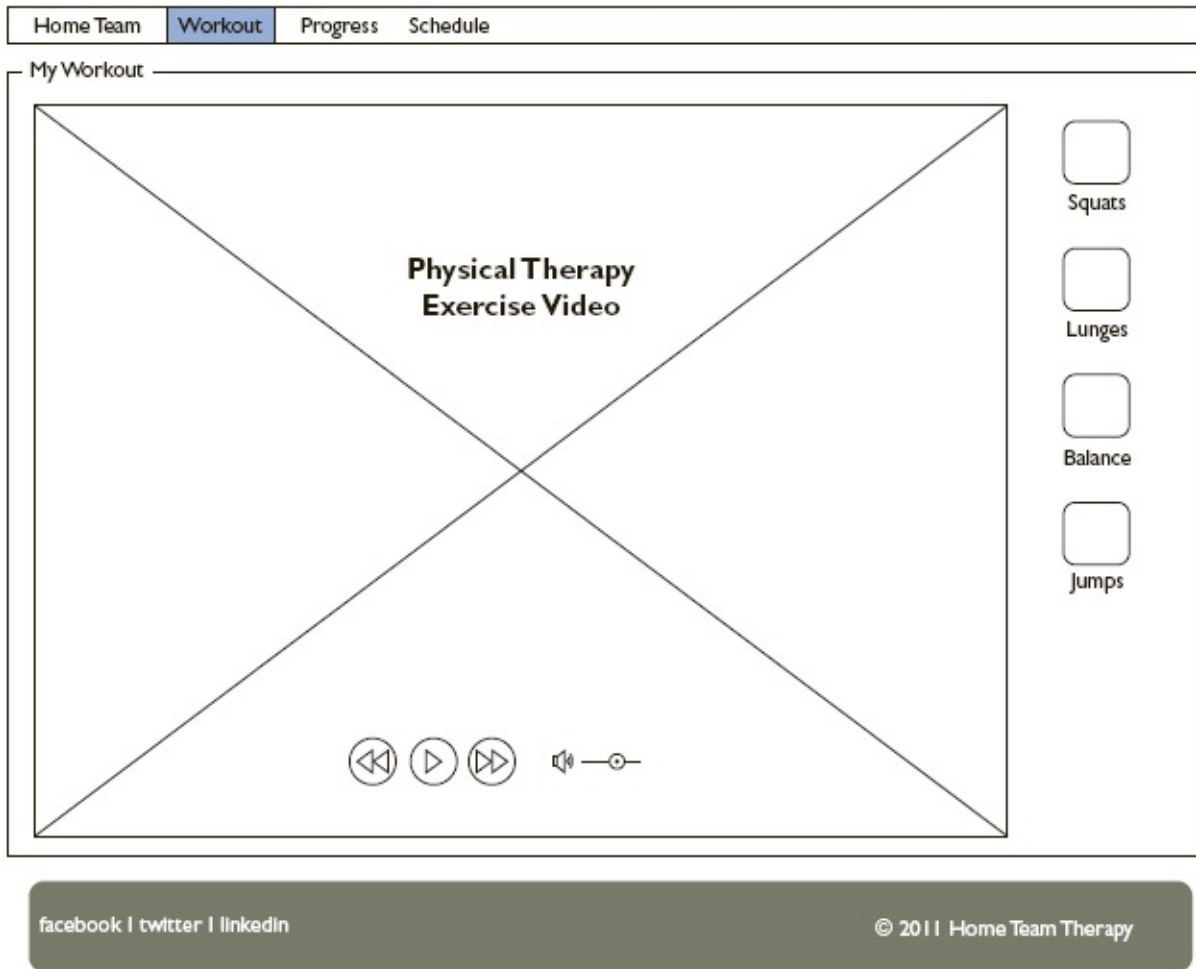 Home Team Workout Progress Schedule
My Workout
Physical Therapy
Exercise Video
Squats
Lunges
Balance
Jumps
facebook | twitter | linkedin
© 2011 Home Team Therapy